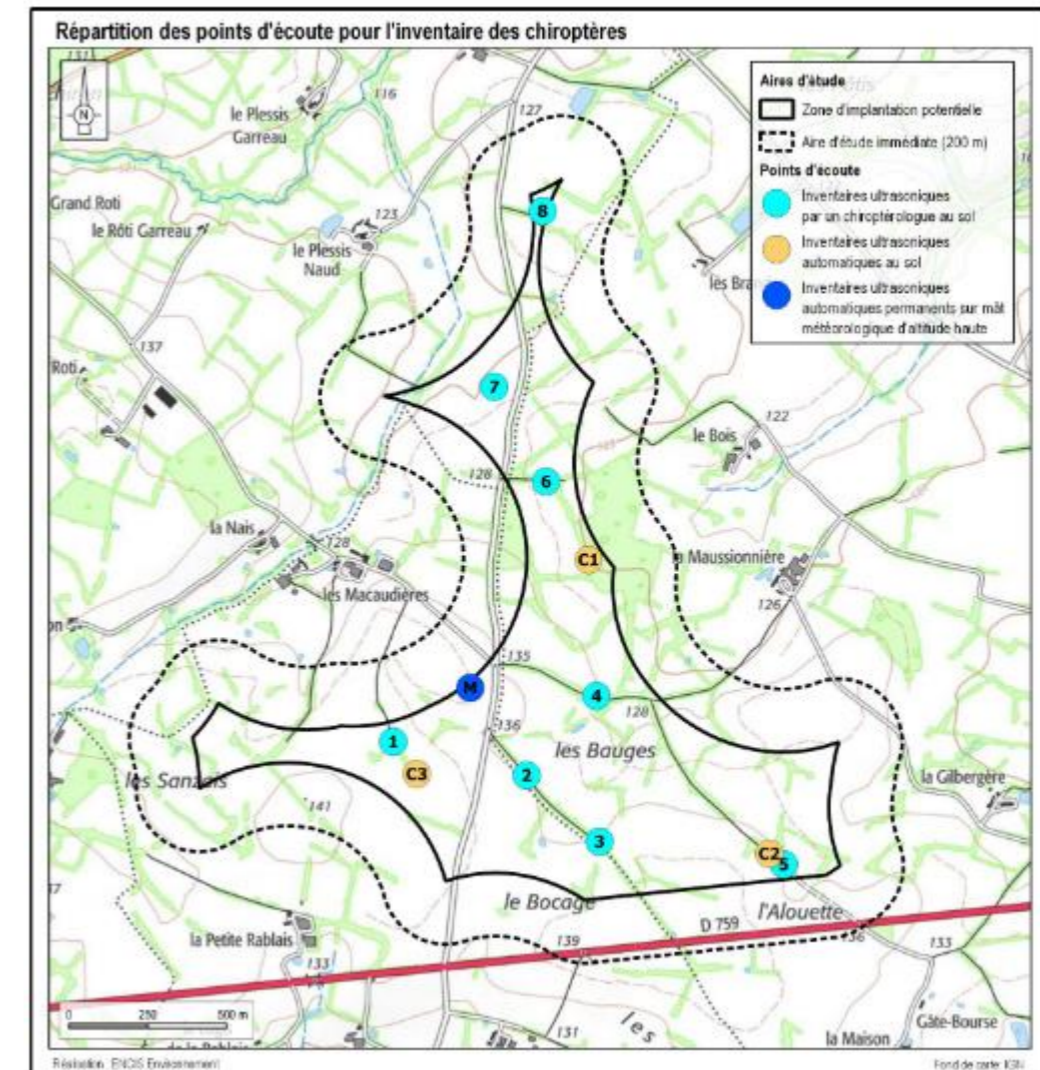 Répartition des points d'écoute pour l'inventaire des chiroptères
N
Aires d'étude
Zone d'implantation potentielle
Aire d'étude immédiate (200 m)
Points d'écoute
Inventaires ultrasoniques
par un chiroptérologue au sol
Inventaires ultrasoniques
automatiques au sol
Inventaires ultrasoniques
automatiques permanents sur mât
météorologique d'altitude haute
131
116
127
le Plessis
Garreau
Grand Roti
le Rôti Garreau
123
le Plessis
Naud
8
les Bra
137
Roti
7
122
le Bois
128
6
la Nais
128
C1
la Maussionnière
les Macaudières
126
on
135
M
4
128
136
1
les Bauges
C3
2
la Gilbergère
les Sanzais
141
3
C2
5
37
le Bocage
l'Alouette
D 759
la Petite Rablais
139
136
133
133
0 250 500 m
131
les
Gâte-Bourse
la Maison
Réalisation : ENCIS Environnement
Fond de carte: IGN